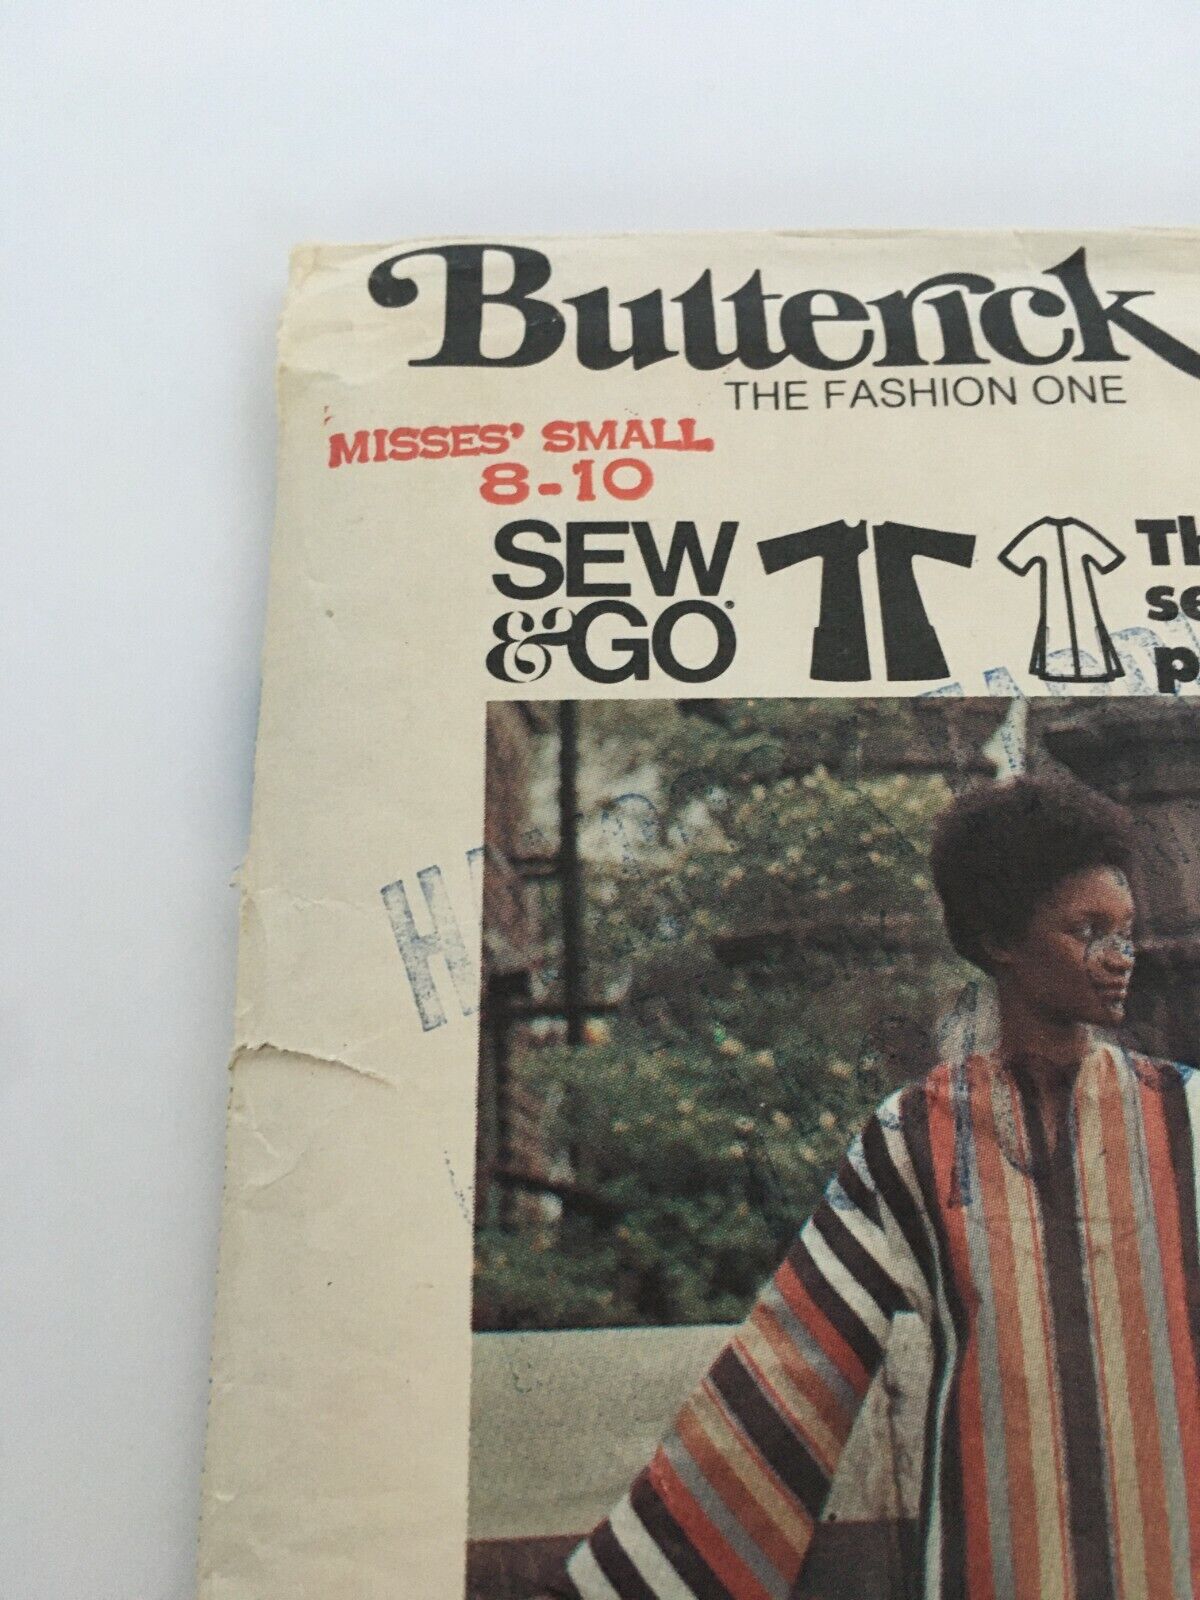 Butterick
THE FASHION ONE
MISSES' SMALL
8-10
SEW
&GO